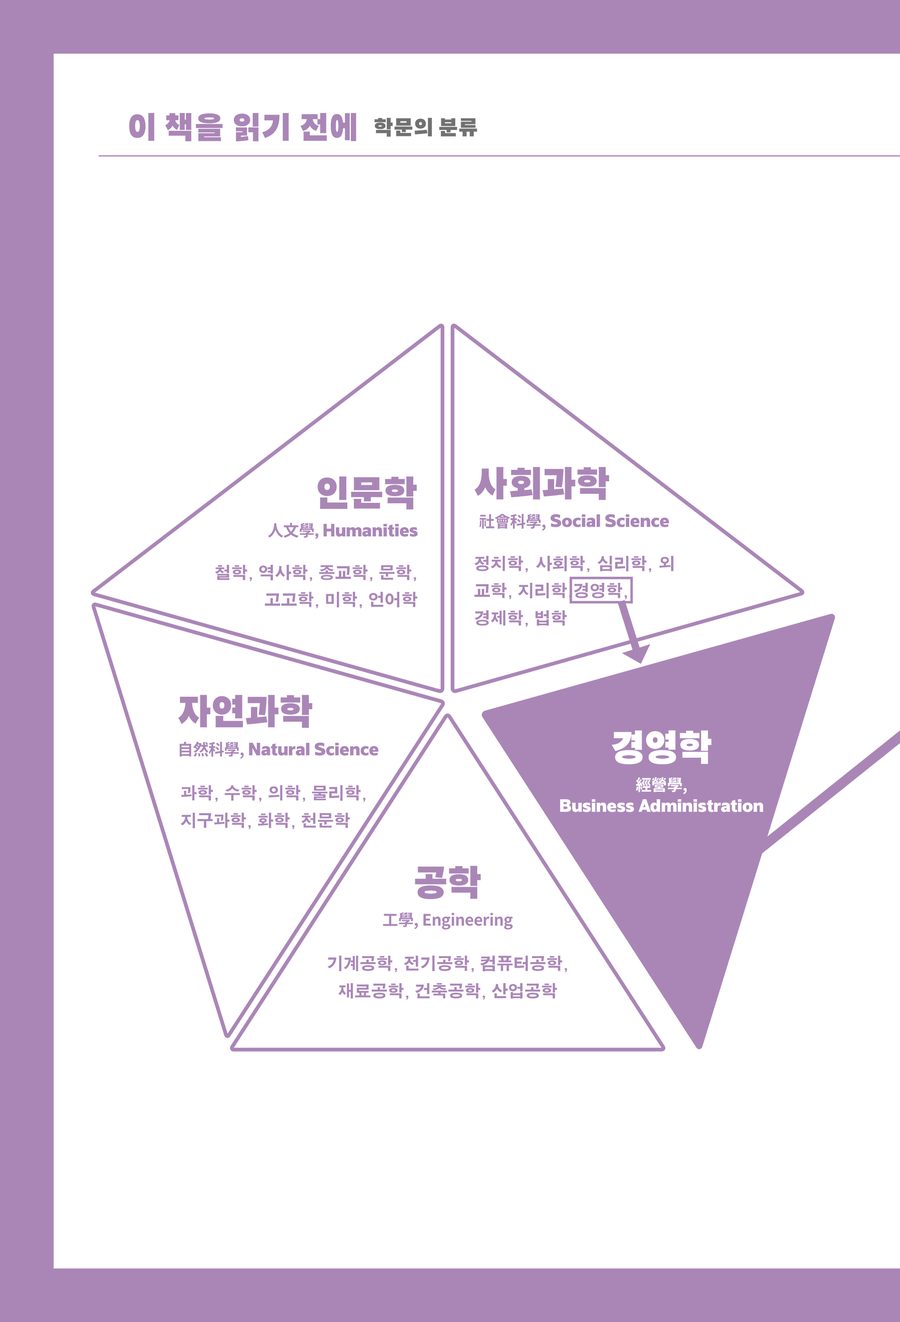 이 책을 읽기 전에 학문의 분류
인문학
人文學, Humanities
철학, 역사학, 종교학, 문학,
고고학, 미학, 언어학
사회과학
社會科學, Social Science
정치학, 사회학, 심리학, 외
교학, 지리학 경영학,
경제학, 법학
자연과학
自然科學, Natural Science
과학, 수학, 의학, 물리학,
지구과학, 화학, 천문학
경영학
經營學,
Business Administration
공학
工學, Engineering
기계공학, 전기공학, 컴퓨터공학,
재료공학, 건축공학, 산업공학